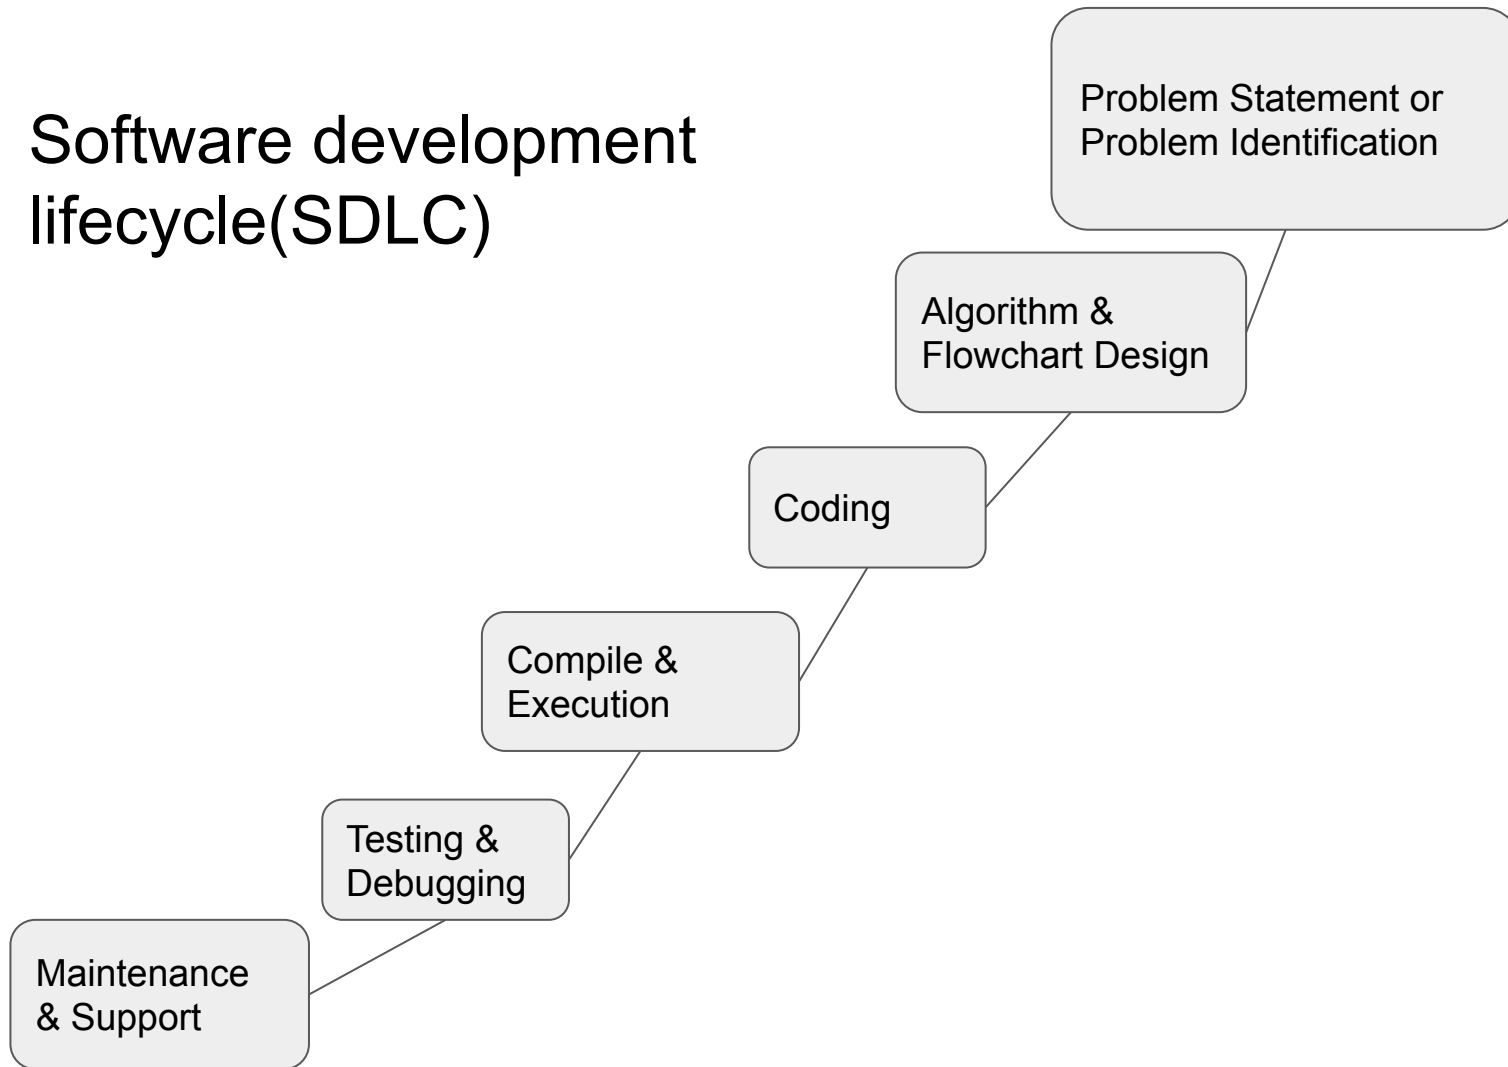 Software development
lifecycle(SDLC)
Problem Statement or
Problem Identification
Algorithm &
Flowchart Design
Coding
Compile &
Execution
Testing &
Debugging
Maintenance
& Support